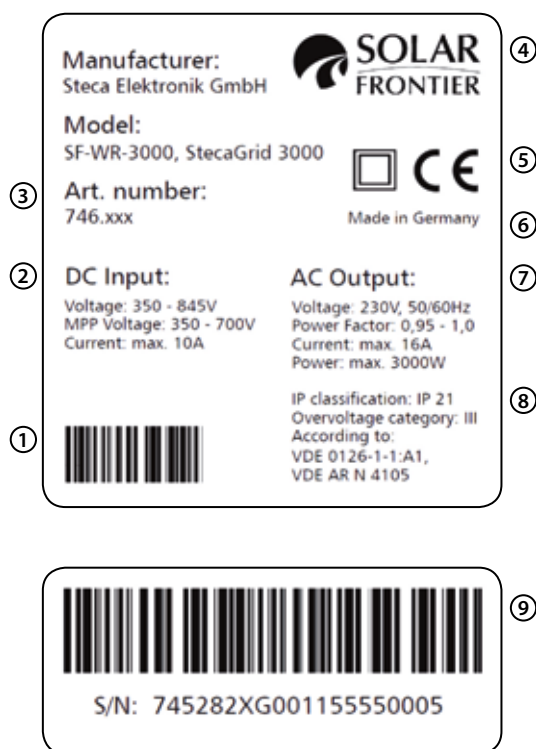 Manufacturer:
Steca Elektronik GmbH
SOLAR
FRONTIER
④
Model:
SF-WR-3000, StecaGrid 3000
⑤
CE
③
Art. number:
746.xxx
Made in Germany
⑥
②
DC Input:
Voltage: 350 - 845V
MPP Voltage: 350 - 700V
Current: max. 10A
AC Output:
⑦
Voltage: 230V, 50/60Hz
Power Factor: 0,95 - 1,0
Current: max. 16A
Power: max. 3000W
IP classification: IP 21
⑧
Overvoltage category: III
According to:
VDE 0126-1-1:A1,
VDE AR N 4105
①
⑨
S/N: 745282XG001155550005